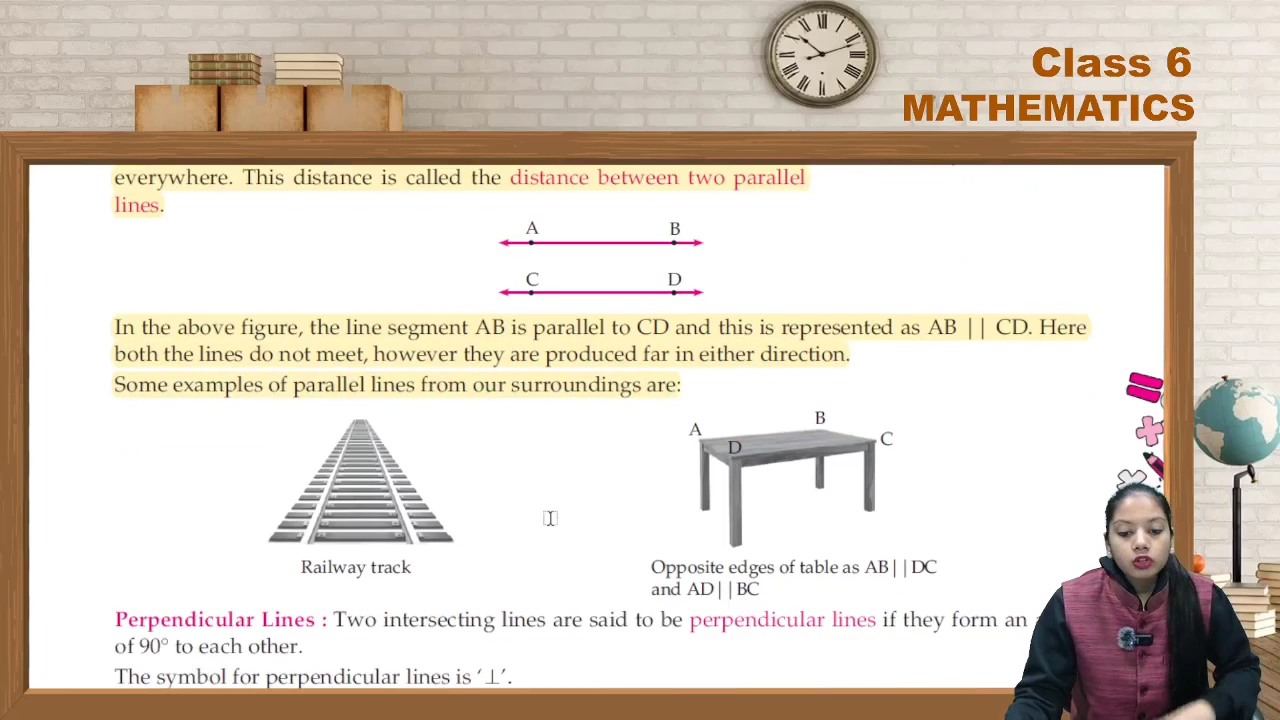 Class 6
MATHEMATICS
everywhere. This distance is called the distance between two parallel
lines.
A B
C D
In the above figure, the line segment AB is parallel to CD and this is represented as AB || CD. Here
both the lines do not meet, however they are produced far in either direction.
Some examples of parallel lines from our surroundings are:
A B C D
Railway track
Opposite edges of table as AB||DC
and AD||BC
Perpendicular Lines : Two intersecting lines are said to be perpendicular lines if they form an
of 90° to each other.
The symbol for perpendicular lines is ‘⊥’.